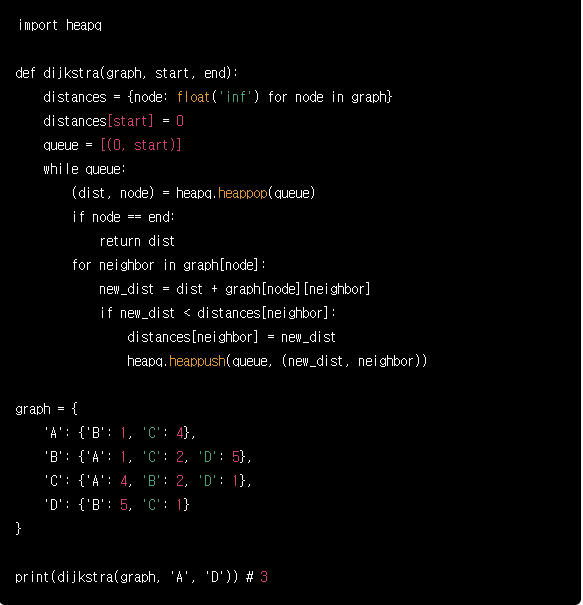 import heapq

def dijkstra(graph, start, end):
    distances = {node: float('inf') for node in graph}
    distances[start] = 0
    queue = [(0, start)]
    while queue:
        (dist, node) = heapq.heappop(queue)
        if node == end:
            return dist
        for neighbor in graph[node]:
            new_dist = dist + graph[node][neighbor]
            if new_dist < distances[neighbor]:
                distances[neighbor] = new_dist
                heapq.heappush(queue, (new_dist, neighbor))

graph = {
    'A': {'B': 1, 'C': 4},
    'B': {'A': 1, 'C': 2, 'D': 5},
    'C': {'A': 4, 'B': 2, 'D': 1},
    'D': {'B': 5, 'C': 1}
}

print(dijkstra(graph, 'A', 'D')) # 3